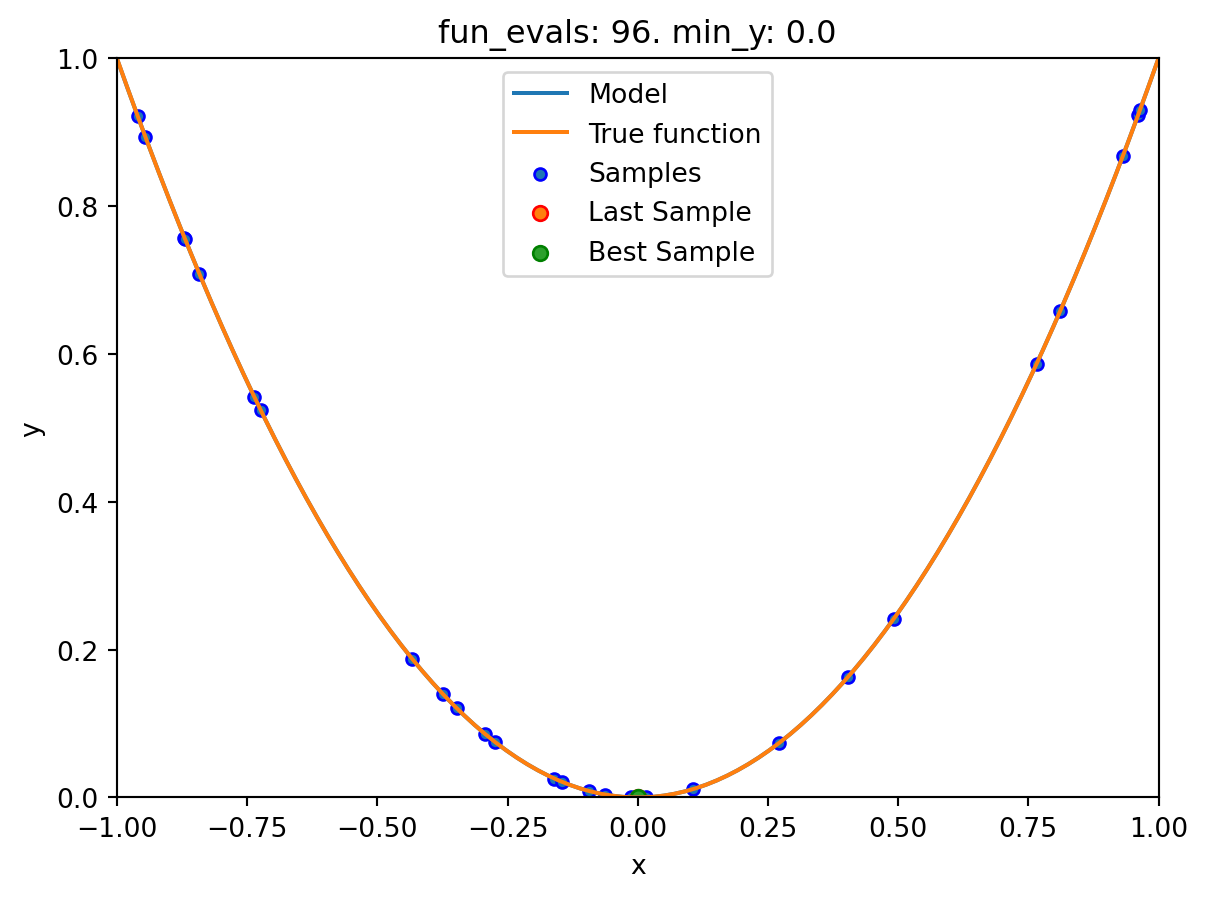 fun_evals: 96. min_y: 0.0
Model
True function
Samples
Last Sample
Best Sample
1.0
0.8
0.6
0.4
0.2
0.0
y
−1.00 −0.75 −0.50 −0.25 0.00 0.25 0.50 0.75 1.00
x